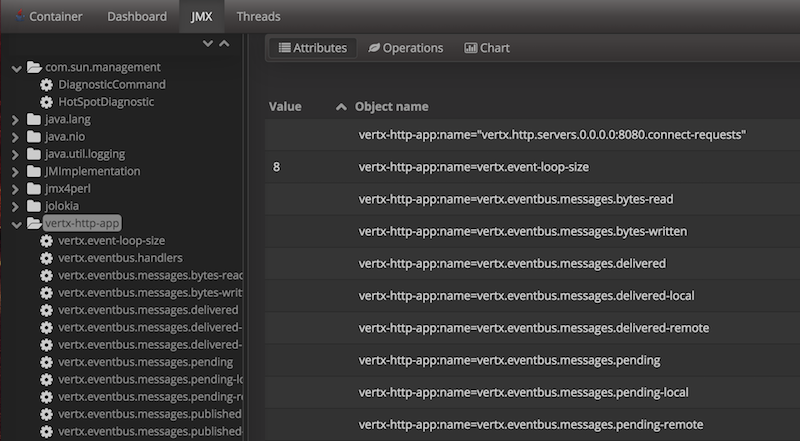 Container Dashboard JMX Threads
com.sun.management
DiagnosticCommand
HotSpotDiagnostic
java.lang
java.nio
java.util.logging
JMImplementation
jmx4perl
jolokia
vertx-http-app
vertx.event-loop-size
vertx.eventbus.handlers
vertx.eventbus.messages.bytes-read
vertx.eventbus.messages.bytes-writt
vertx.eventbus.messages.delivered
vertx.eventbus.messages.delivered-
vertx.eventbus.messages.delivered-
vertx.eventbus.messages.pending
vertx.eventbus.messages.pending-lo
vertx.eventbus.messages.pending-re
vertx.eventbus.messages.published
vertx.eventbus.messages.published-
Attributes Operations Chart
Value Object name
vertx-http-app:name="vertx.http.servers.0.0.0.0:8080.connect-requests"
8 vertx-http-app:name=vertx.event-loop-size
vertx-http-app:name=vertx.eventbus.messages.bytes-read
vertx-http-app:name=vertx.eventbus.messages.bytes-written
vertx-http-app:name=vertx.eventbus.messages.delivered
vertx-http-app:name=vertx.eventbus.messages.delivered-local
vertx-http-app:name=vertx.eventbus.messages.delivered-remote
vertx-http-app:name=vertx.eventbus.messages.pending
vertx-http-app:name=vertx.eventbus.messages.pending-local
vertx-http-app:name=vertx.eventbus.messages.pending-remote